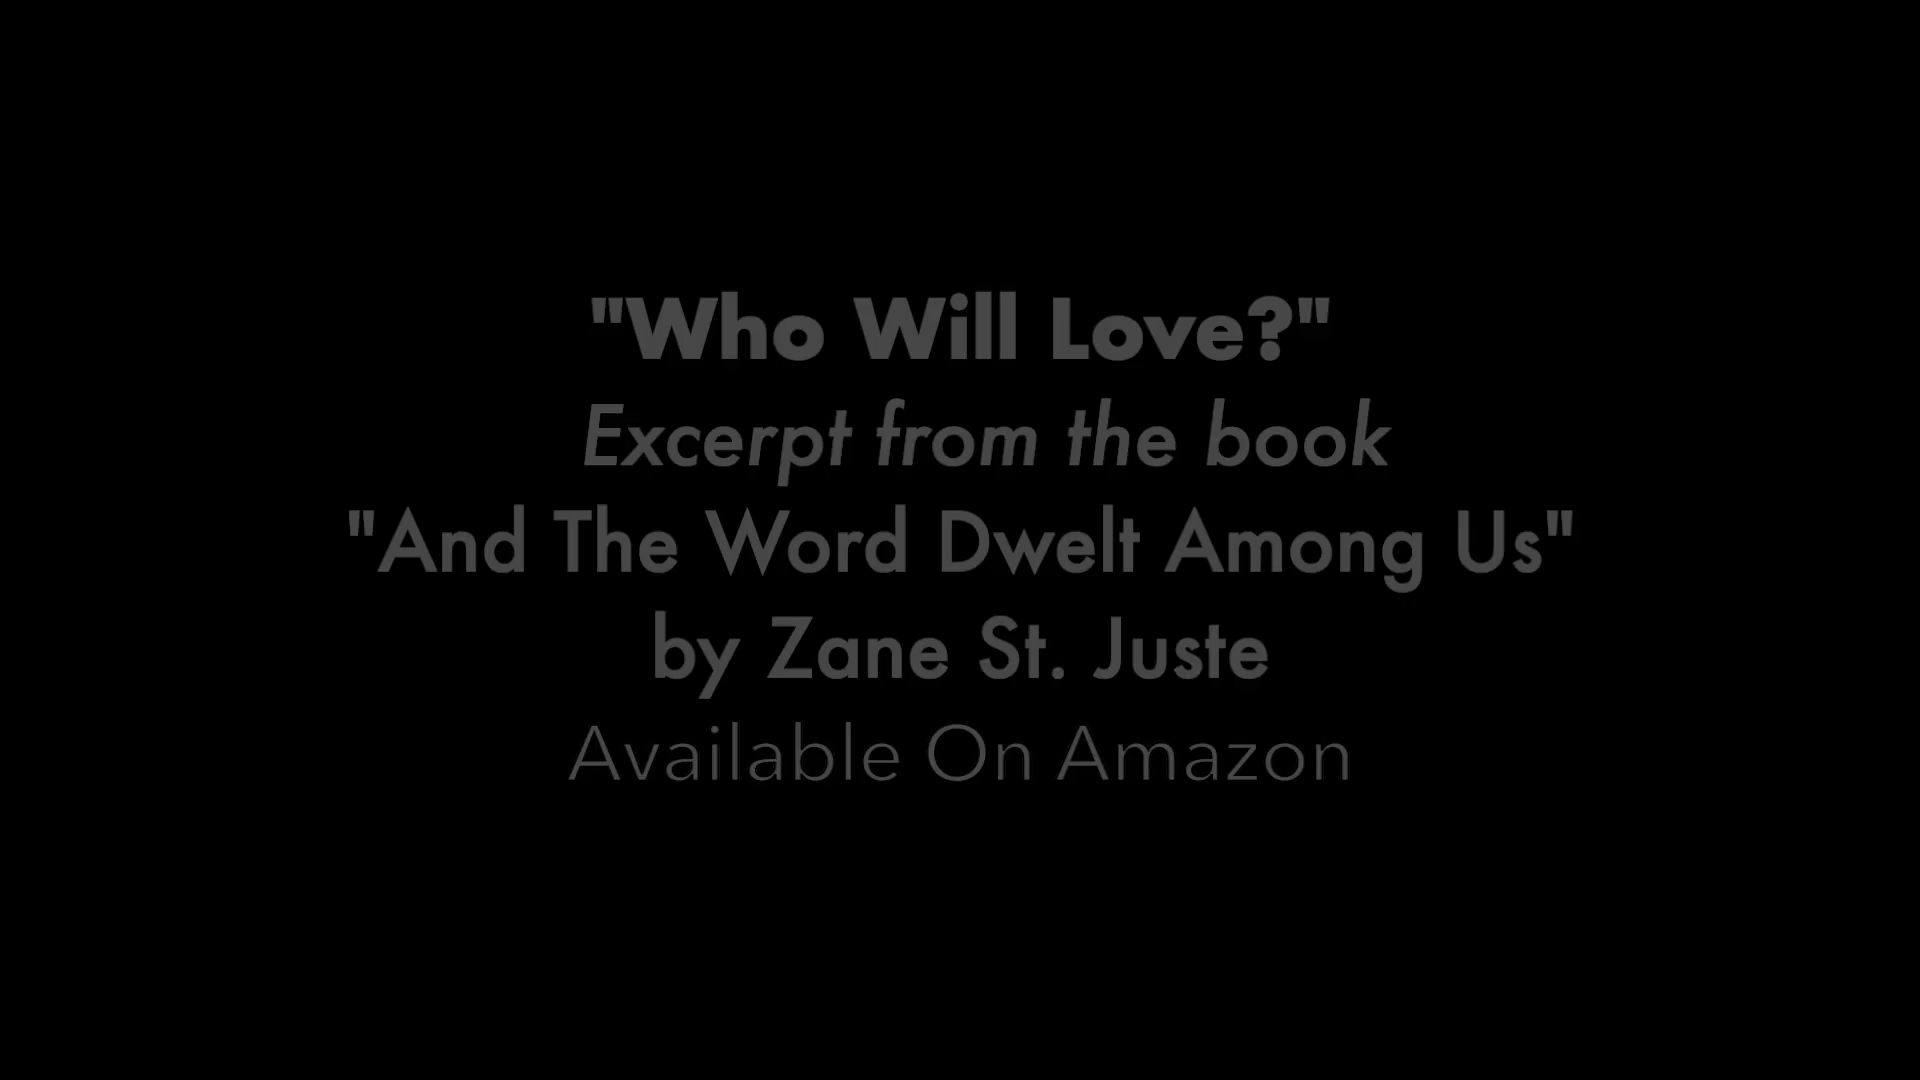 "Who Will Love?"
Excerpt from the book
"And The Word Dwelt Among Us"
by Zane St. Juste
Available On Amazon